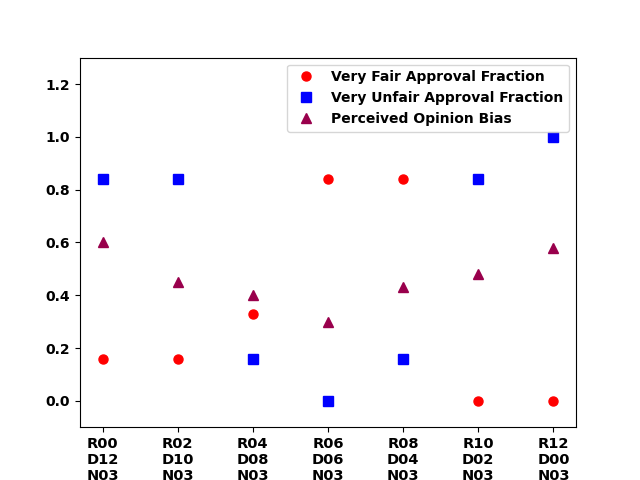 Very Fair Approval Fraction
Very Unfair Approval Fraction
Perceived Opinion Bias
1.2
1.0
0.8
0.6
0.4
0.2
0.0
R00 R02 R04 R06 R08 R10 R12
D12 D10 D08 D06 D04 D02 D00
N03 N03 N03 N03 N03 N03 N03